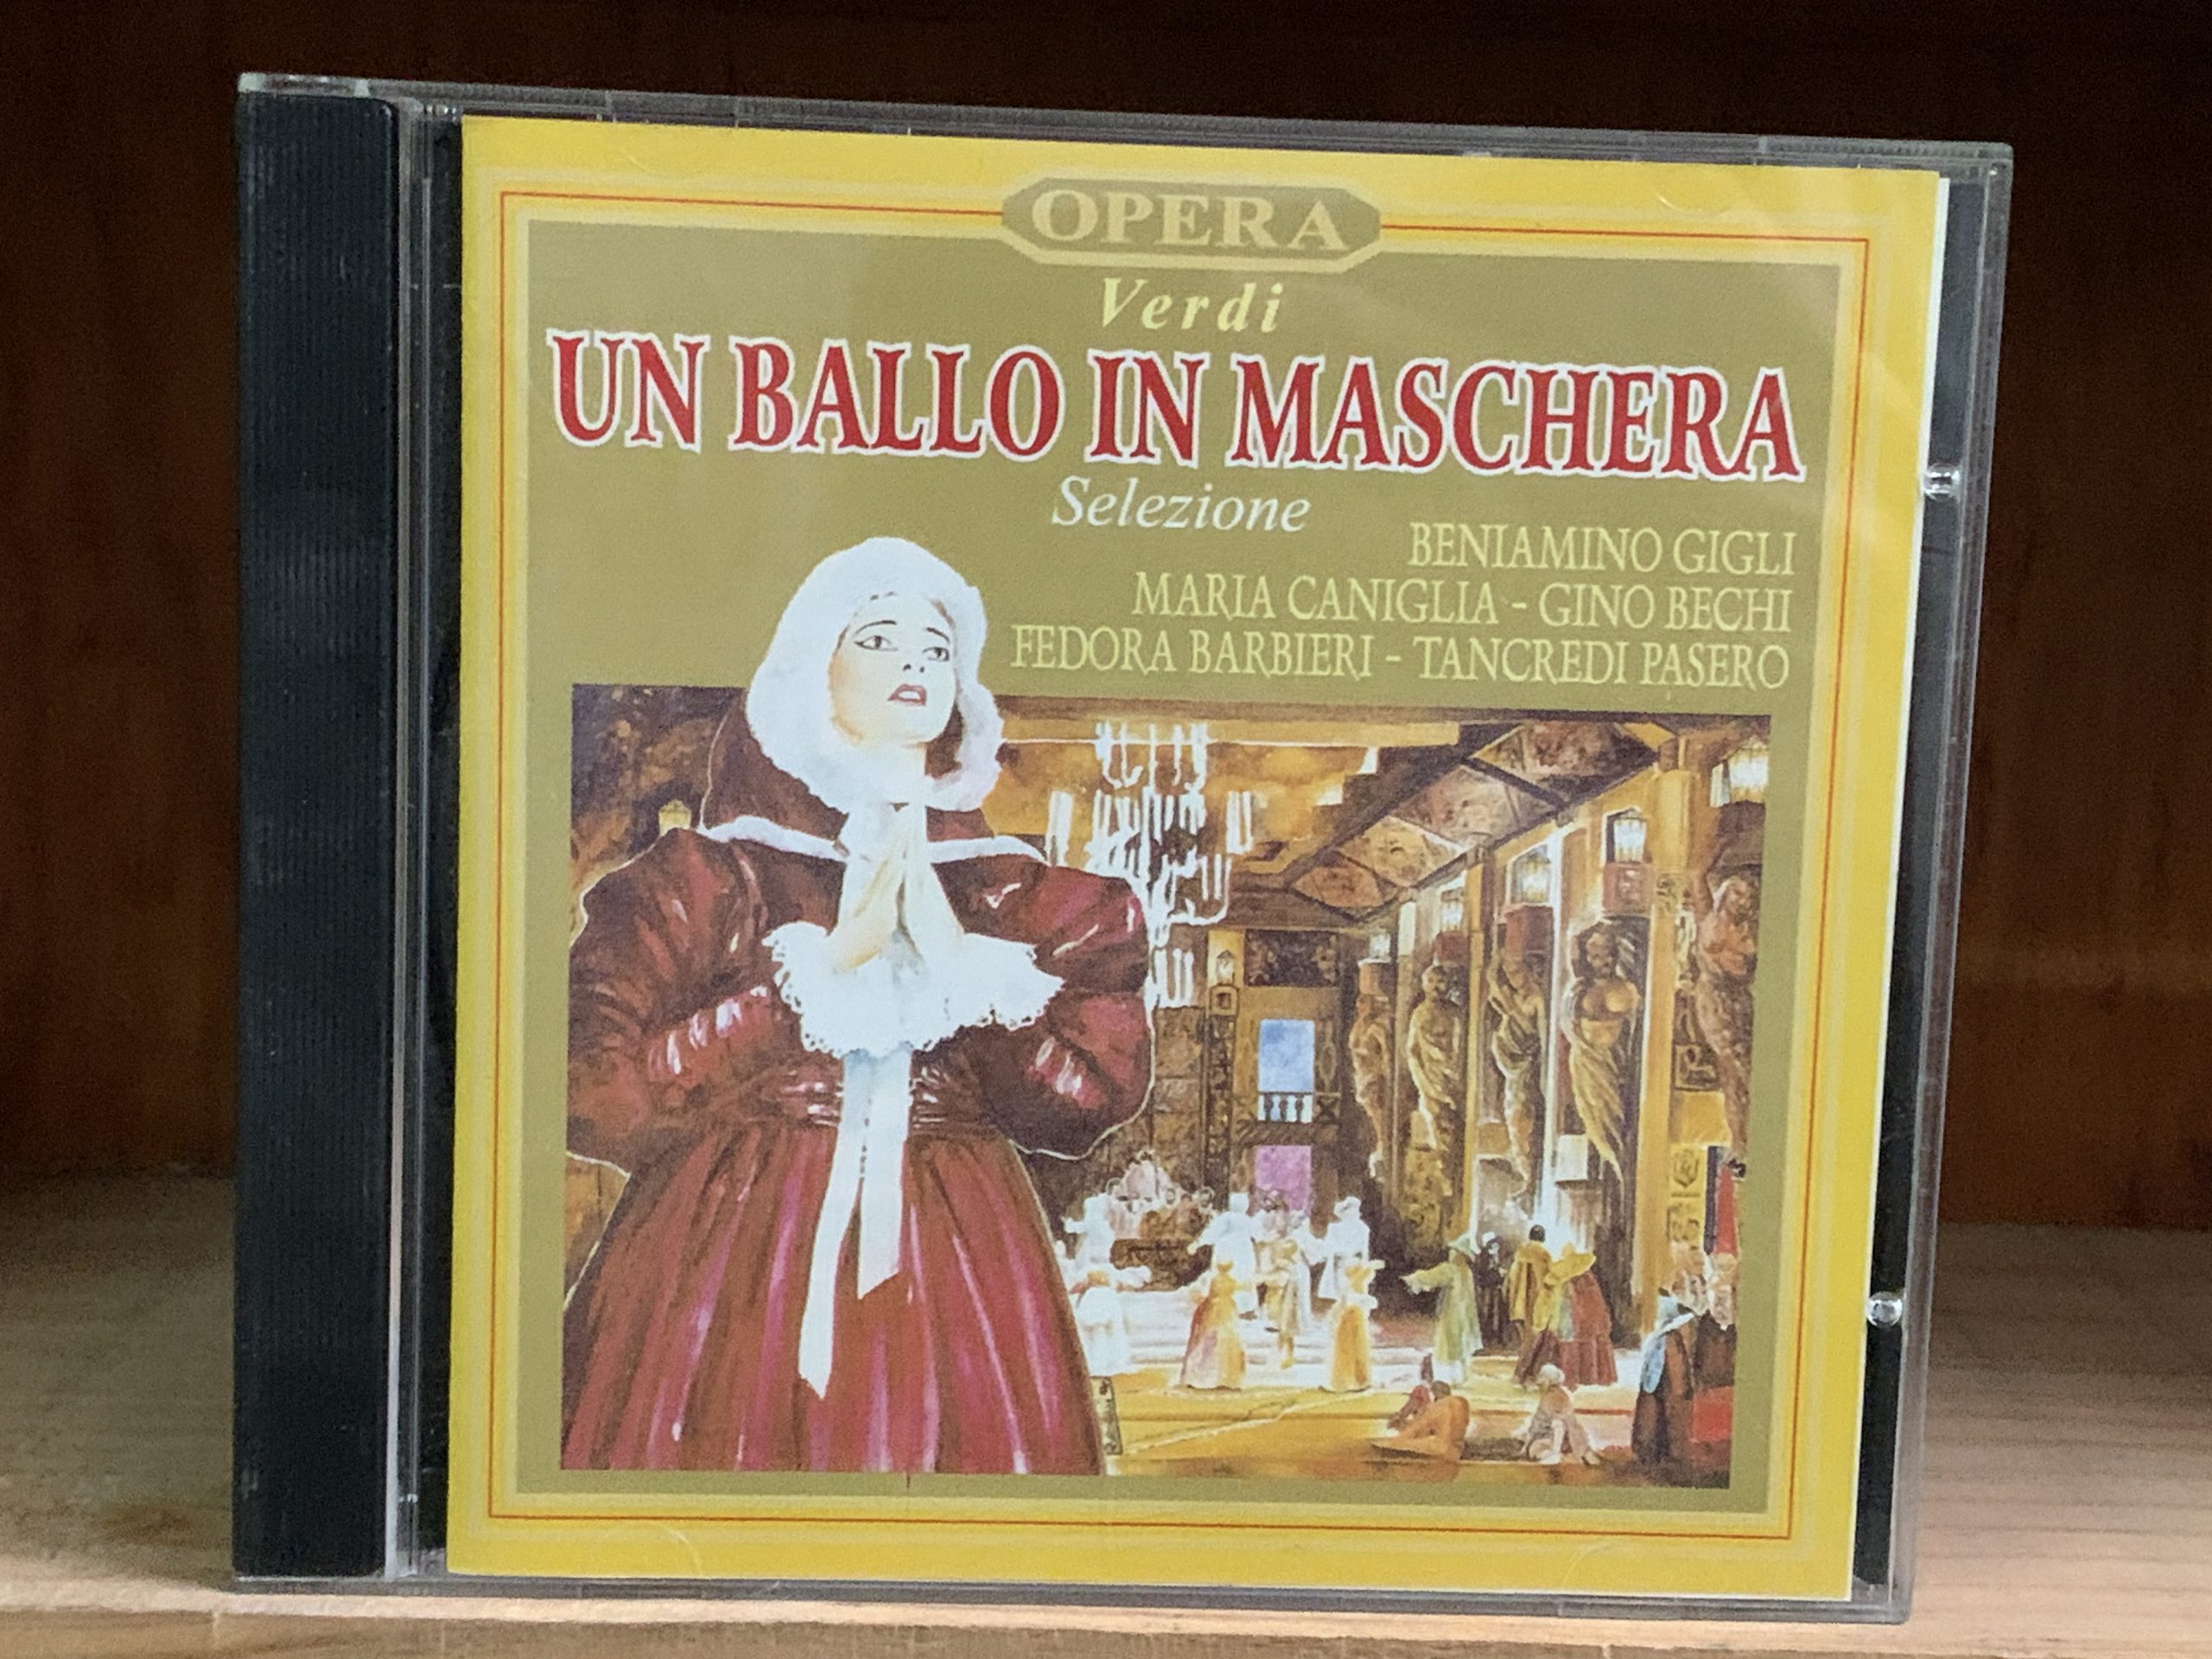 OPERA
Verdi
UN BALLO IN MASCHERA
Selezione
BENIAMINO GIGLI
MARIA CANIGLIA - GINO BECHI
FEDORA BARBIERI - TANCREDI PASERO